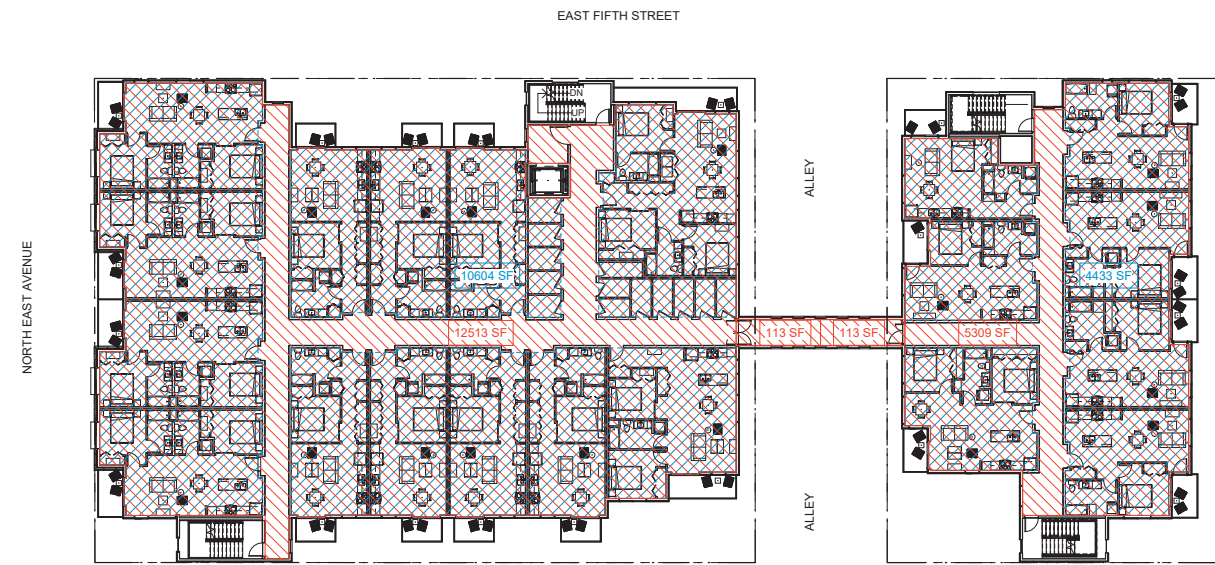 EAST FIFTH STREET
DN
UP
ALLEY
NORTH EAST AVENUE
10604 SF
4433 SF
12513 SF
113 SF
113 SF
5309 SF
ALLEY